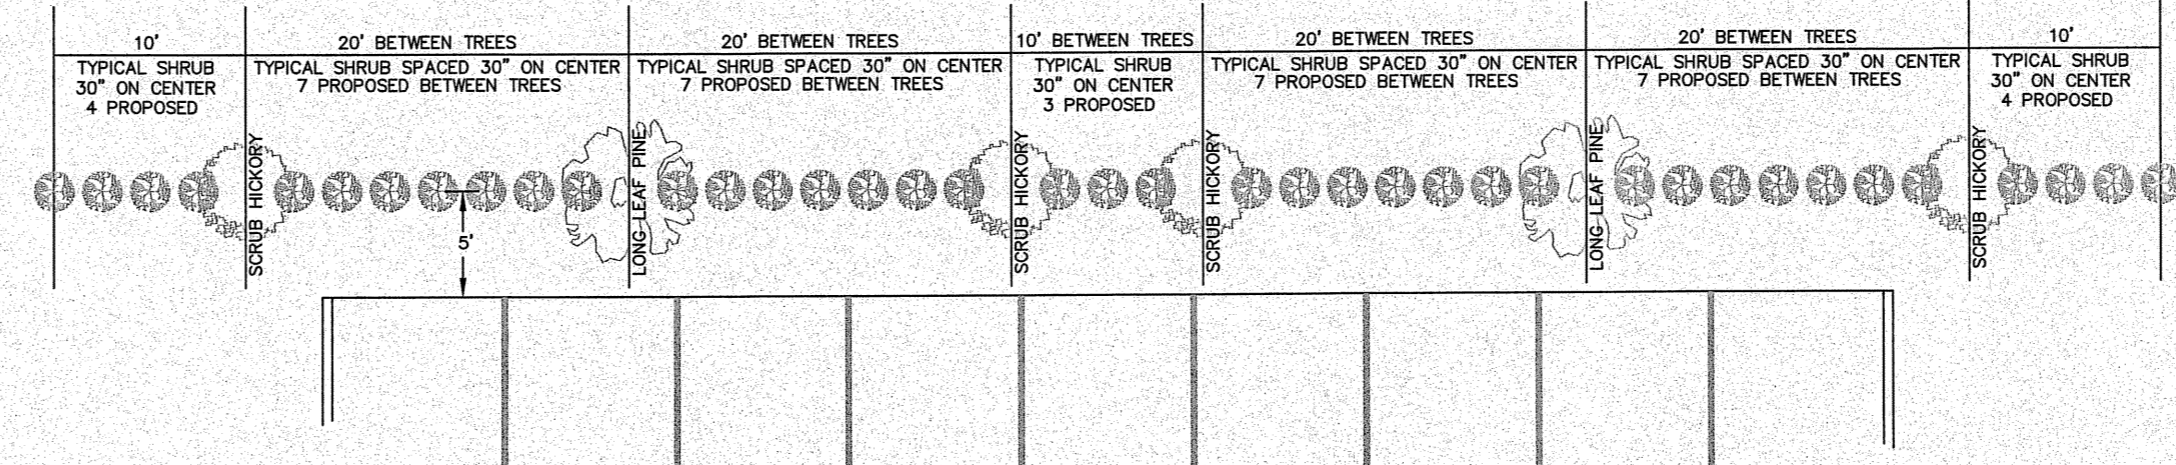 10'
20' BETWEEN TREES
20' BETWEEN TREES
10' BETWEEN TREES
20' BETWEEN TREES
20' BETWEEN TREES
10'
TYPICAL SHRUB
30" ON CENTER
4 PROPOSED
TYPICAL SHRUB SPACED 30" ON CENTER
7 PROPOSED BETWEEN TREES
TYPICAL SHRUB SPACED 30" ON CENTER
7 PROPOSED BETWEEN TREES
TYPICAL SHRUB
30" ON CENTER
3 PROPOSED
TYPICAL SHRUB SPACED 30" ON CENTER
7 PROPOSED BETWEEN TREES
TYPICAL SHRUB SPACED 30" ON CENTER
7 PROPOSED BETWEEN TREES
TYPICAL SHRUB
30" ON CENTER
4 PROPOSED
SCRUB HICKORY
LONG LEAF PINE
SCRUB HICKORY
SCRUB HICKORY
LONG LEAF PINE
SCRUB HICKORY
5'